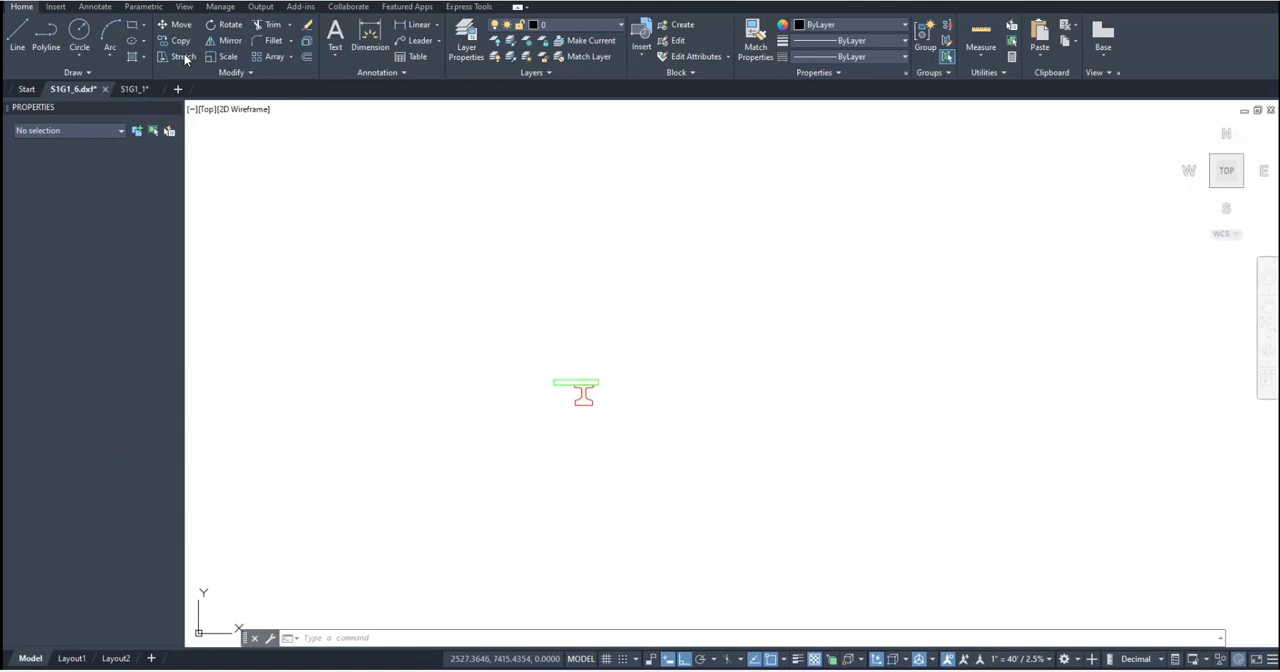 Home Insert Annotate Parametric View Manage Output Add-ins Collaborate Featured Apps Express Tools
Move Rotate Trim Linear 0 Create ByLayer
Copy Mirror Fillet Leader Make Current Edit ByLayer
Stretch Scale Array Table Match Layer Edit Attributes ByLayer
Line Polyline Circle Arc Text Dimension Layer Properties Insert Match Properties Group Measure Paste Base
Draw Modify Annotation Layers Block Properties Groups Utilities Clipboard View
Start S1G1_6.dxf* S1G1_1*
PROPERTIES
No selection
[−][Top][2D Wireframe]
N
W TOP E
S
WCS
Y
X
Type a command
Model Layout1 Layout2 2527.3646, 7415.4354, 0.0000 MODEL 1" = 40' / 2.5% Decimal